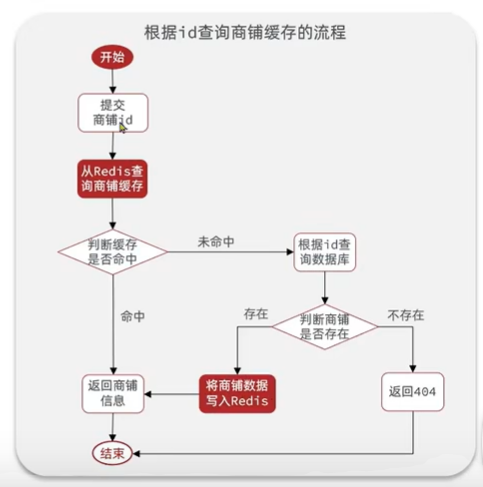 根据id查询商铺缓存的流程
开始
提交
商铺id
从Redis查
询商铺缓存
判断缓存
是否命中
未命中
根据id查
询数据库
命中
判断商铺
是否存在
存在
不存在
返回商铺
信息
将商铺数据
写入Redis
返回404
结束